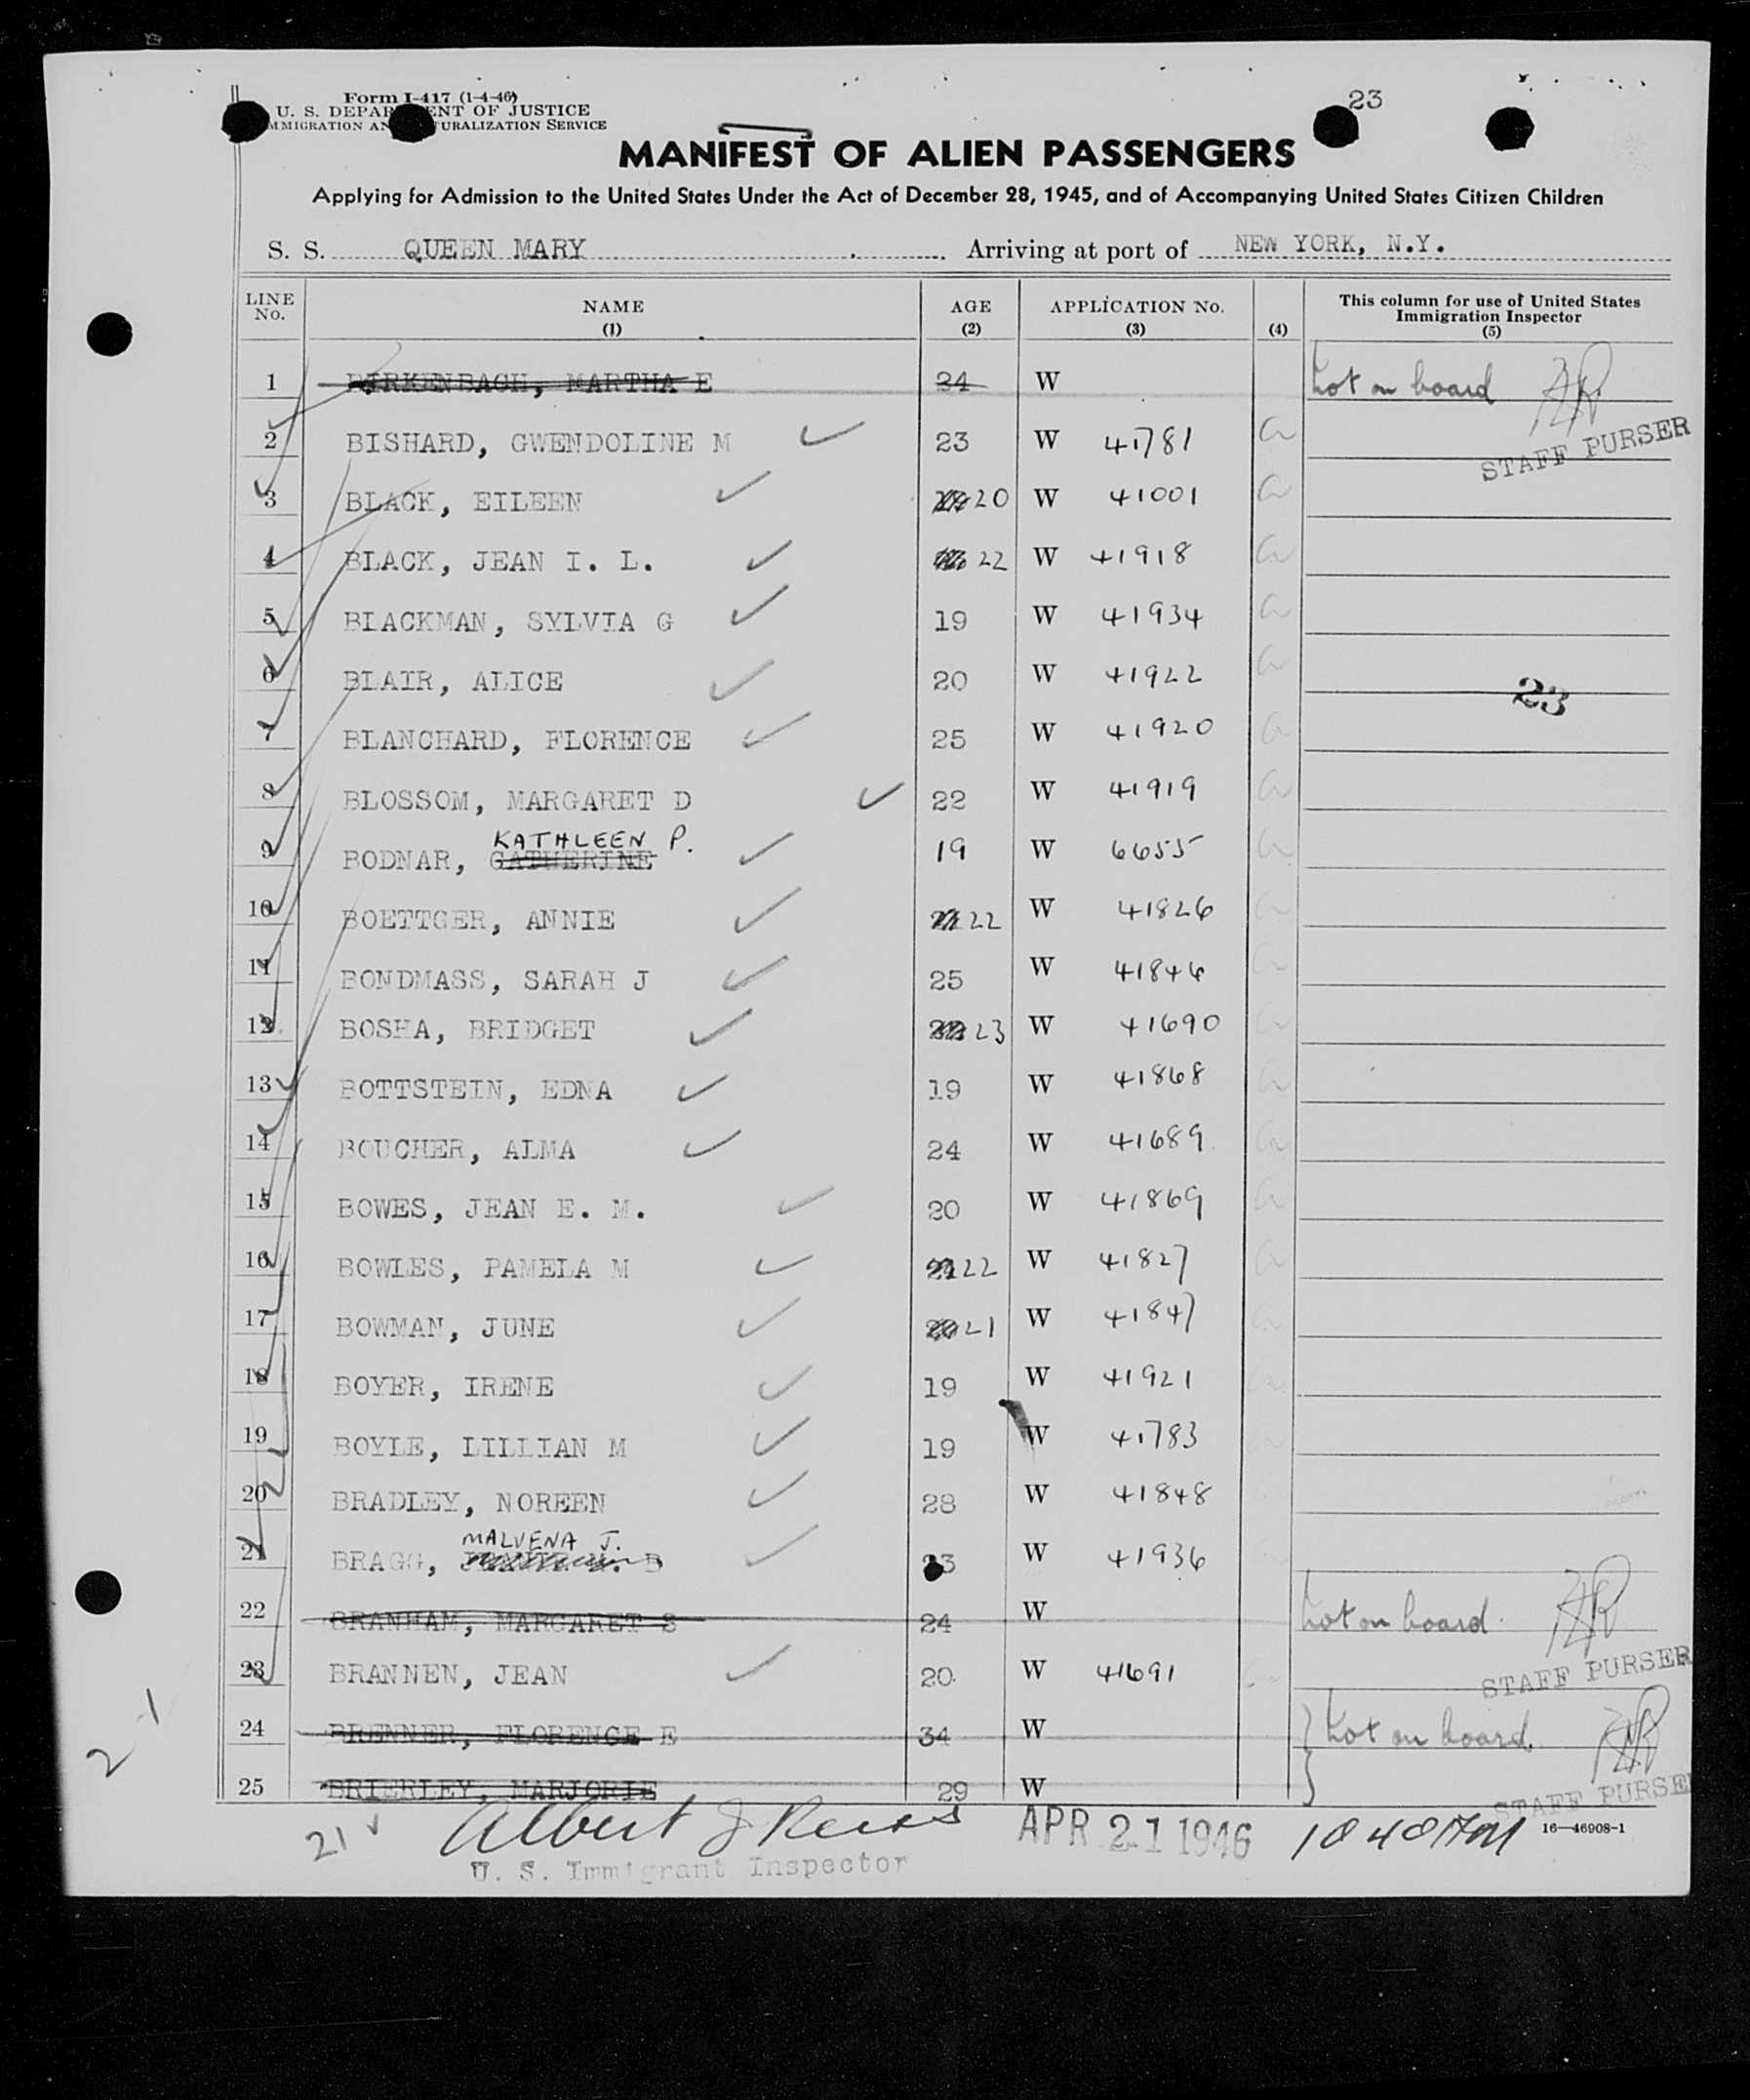 23
Form I-417 (1-4-46)
U. S. DEPARTMENT OF JUSTICE
IMMIGRATION AND NATURALIZATION SERVICE
MANIFEST OF ALIEN PASSENGERS
Applying for Admission to the United States Under the Act of December 28, 1945, and of Accompanying United States Citizen Children
S. S. QUEEN MARY Arriving at port of NEW YORK, N.Y.
LINE No. NAME (1) AGE (2) APPLICATION No. (3) (4) This column for use of United States Immigration Inspector (5)
1 BIRKENBACH, MARTHA E 24 W Not on board
STAFF PURSER
2 BISHARD, GWENDOLINE M 23 W 41781
3 BLACK, EILEEN 20 W 41001
4 BLACK, JEAN I. L. 22 W 41918
5 BLACKMAN, SYLVIA G 19 W 41934
6 BLAIR, ALICE 20 W 41922
23
7 BLANCHARD, FLORENCE 25 W 41920
8 BLOSSOM, MARGARET D 22 W 41919
KATHLEEN P.
9 BODNAR, CATHERINE 19 W 6655
10 BOETTGER, ANNIE 22 W 41826
11 BONDMASS, SARAH J 25 W 41846
12 BOSHA, BRIDGET 23 W 41690
13 BOTTSTEIN, EDNA 19 W 41868
14 BOUCHER, ALMA 24 W 41689
15 BOWES, JEAN E. M. 20 W 41869
16 BOWLES, PAMELA M 22 W 41827
17 BOWMAN, JUNE 21 W 41847
18 BOYER, IRENE 19 W 41921
19 BOYLE, LILLIAN M 19 W 41783
20 BRADLEY, NOREEN 28 W 41848
MALVENA J.
21 BRAGG, B 23 W 41936
22 BRANHAM, MARGARET S 24 W Not on board.
23 BRANNEN, JEAN 20 W 41691
STAFF PURSER
24 BRENNER, FLORENCE E 34 W Not on board.
25 BRIERLEY, MARJORIE 29 W
STAFF PURSER
2-1
21 Albert J Reiss APR 21 1946 16—46908-1
U. S. Immigrant Inspector